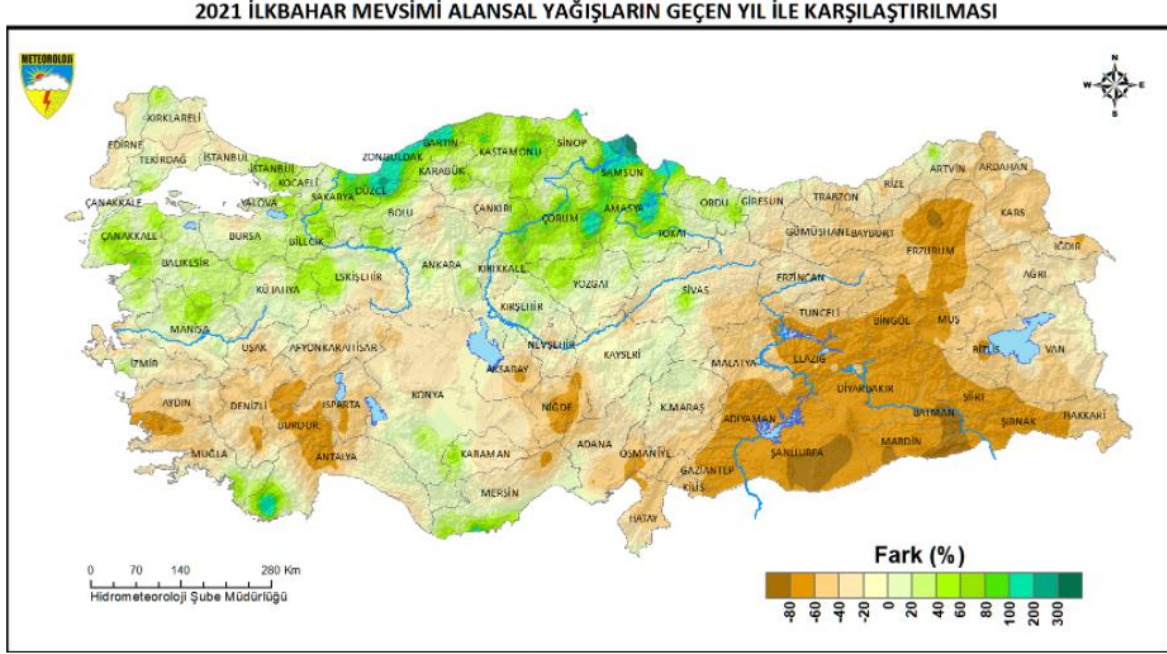 2021 İLKBAHAR MEVSİMİ ALANSAL YAĞIŞLARIN GEÇEN YIL İLE KARŞILAŞTIRILMASI
METEOROLOJİ
N
W E
S
KIRKLARELİ
EDİRNE
TEKİRDAĞ
İSTANBUL
İSTANBUL
KOCAELİ
YALOVA
SAKARYA
DÜZCE
ZONGULDAK
BARTIN
KARABÜK
KASTAMONU
SİNOP
SAMSUN
ORDU
GİRESUN
TRABZON
RİZE
ARTVİN
ARDAHAN
ÇANAKKALE
ÇANAKKALE
BALIKESİR
BURSA
BİLECİK
BOLU
ÇANKIRI
ÇORUM
AMASYA
TOKAT
GÜMÜŞHANE
BAYBURT
ERZURUM
KARS
IĞDIR
AĞRI
KÜTAHYA
ESKİŞEHİR
ANKARA
KIRIKKALE
YOZGAT
SİVAS
ERZİNCAN
TUNCELİ
BİNGÖL
MUŞ
BİTLİS
VAN
MANİSA
UŞAK
AFYONKARAHİSAR
KIRŞEHİR
NEVŞEHİR
KAYSERİ
MALATYA
ELAZIĞ
DİYARBAKIR
SİİRT
İZMİR
AKSARAY
AYDIN
DENİZLİ
ISPARTA
KONYA
NİĞDE
K.MARAŞ
ADIYAMAN
BATMAN
ŞIRNAK
HAKKARİ
BURDUR
MUĞLA
ANTALYA
KARAMAN
ADANA
OSMANİYE
GAZİANTEP
ŞANLIURFA
MARDİN
MERSİN
KİLİS
HATAY
0 70 140 280 Km
Hidrometeoroloji Şube Müdürlüğü
Fark (%)
-80 -60 -40 -20 0 20 40 60 80 100 200 300